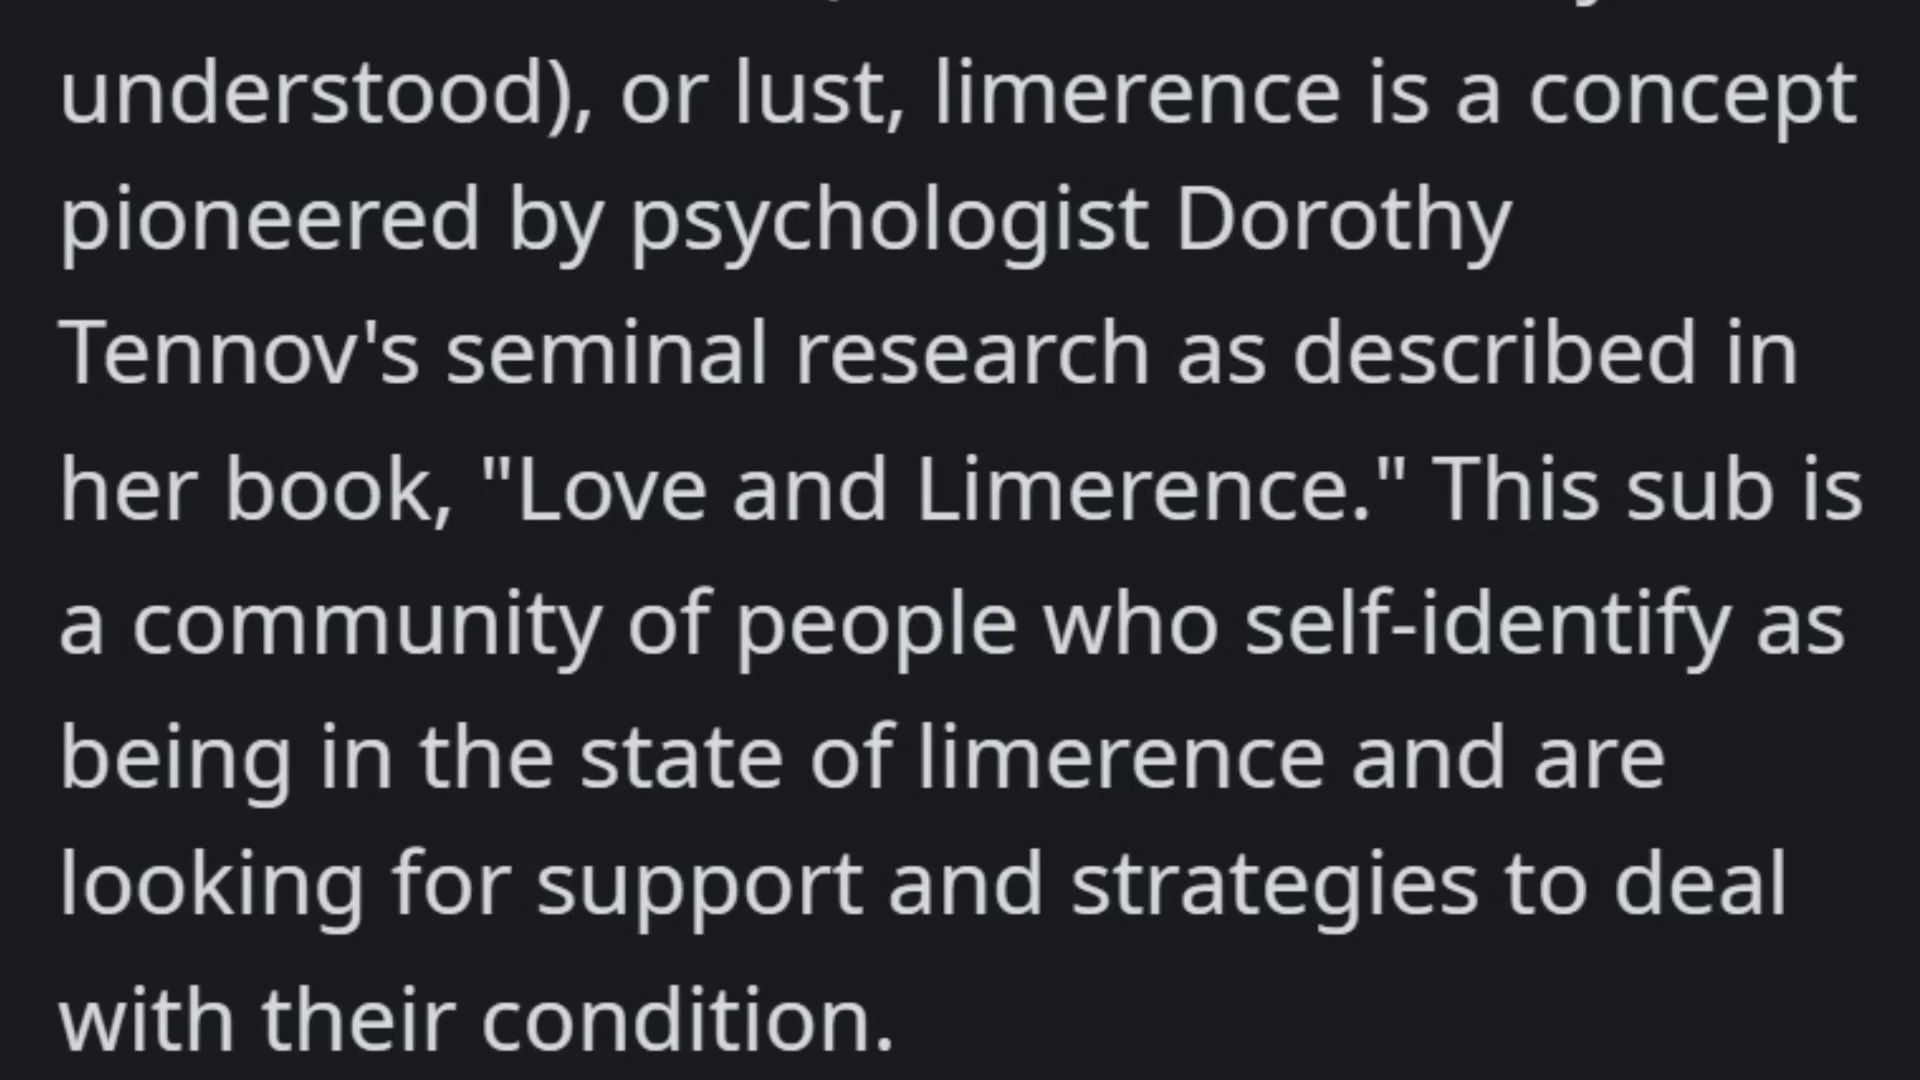 understood), or lust, limerence is a concept
pioneered by psychologist Dorothy
Tennov's seminal research as described in
her book, "Love and Limerence." This sub is
a community of people who self-identify as
being in the state of limerence and are
looking for support and strategies to deal
with their condition.